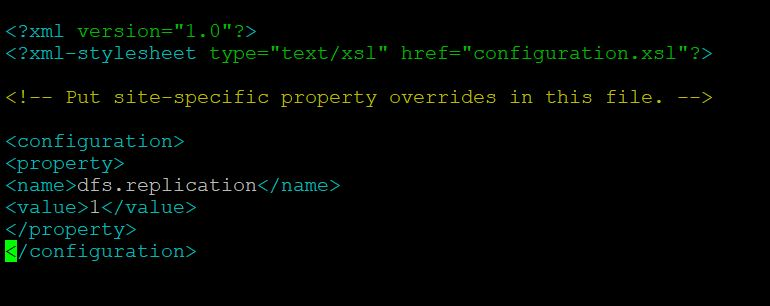 <?xml version="1.0"?>
<?xml-stylesheet type="text/xsl" href="configuration.xsl"?>
<!-- Put site-specific property overrides in this file. -->
<configuration>
<property>
<name>dfs.replication</name>
<value>1</value>
</property>
</configuration>